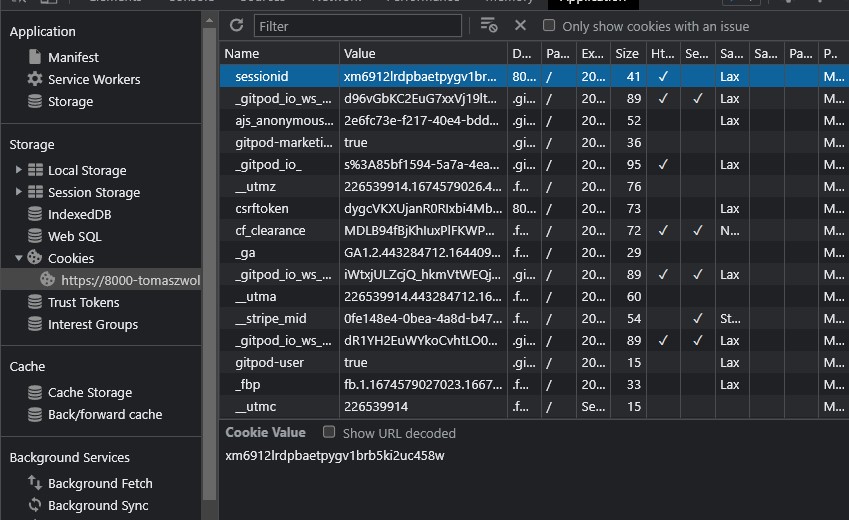 Application
Filter
Only show cookies with an issue
Application
Manifest
Service Workers
Storage
Storage
Local Storage
Session Storage
IndexedDB
Web SQL
Cookies
https://8000-tomaszwol
Trust Tokens
Interest Groups
Cache
Cache Storage
Back/forward cache
Background Services
Background Fetch
Background Sync
Name Value D... Pa... Ex... Size Ht... Se... Sa... Sa... Pa... P...
sessionid xm6912lrdpbaetpygv1br... 80... / 20... 41 ✓ Lax M...
_gitpod_io_ws_... d96vGbKC2EuG7xxVj19lt... .gi... / 20... 89 ✓ ✓ Lax M...
ajs_anonymous... 2e6fc73e-f217-40e4-bdd... .gi... / 20... 52 Lax M...
gitpod-marketi... true .gi... / 20... 36 M...
_gitpod_io_ s%3A85bf1594-5a7a-4ea... .gi... / 20... 95 ✓ Lax M...
__utmz 226539914.1674579026.4... .f... / 20... 76 M...
csrftoken dygcVKXUjanR0RIxbi4Mb... 80... / 20... 73 Lax M...
cf_clearance MDLB94fBjKhIuxPlFKWP... .f... / 20... 72 ✓ ✓ N... M...
_ga GA1.2.443284712.164409... .f... / 20... 29 M...
_gitpod_io_ws_... iWtxjULZcjQ_hkmVtWEQj... .gi... / 20... 89 ✓ ✓ Lax M...
__utma 226539914.443284712.16... .f... / 20... 60 M...
__stripe_mid 0fe148e4-0bea-4a8d-b47... .f... / 20... 54 ✓ St... M...
_gitpod_io_ws_... dR1YH2EuWYkoCvhtLO0... .gi... / 20... 89 ✓ ✓ Lax M...
gitpod-user true .gi... / 20... 15 Lax M...
_fbp fb.1.1674579027023.1667... .f... / 20... 33 Lax M...
__utmc 226539914 .f... / Se... 15 M...
Cookie Value Show URL decoded
xm6912lrdpbaetpygv1brb5ki2uc458w